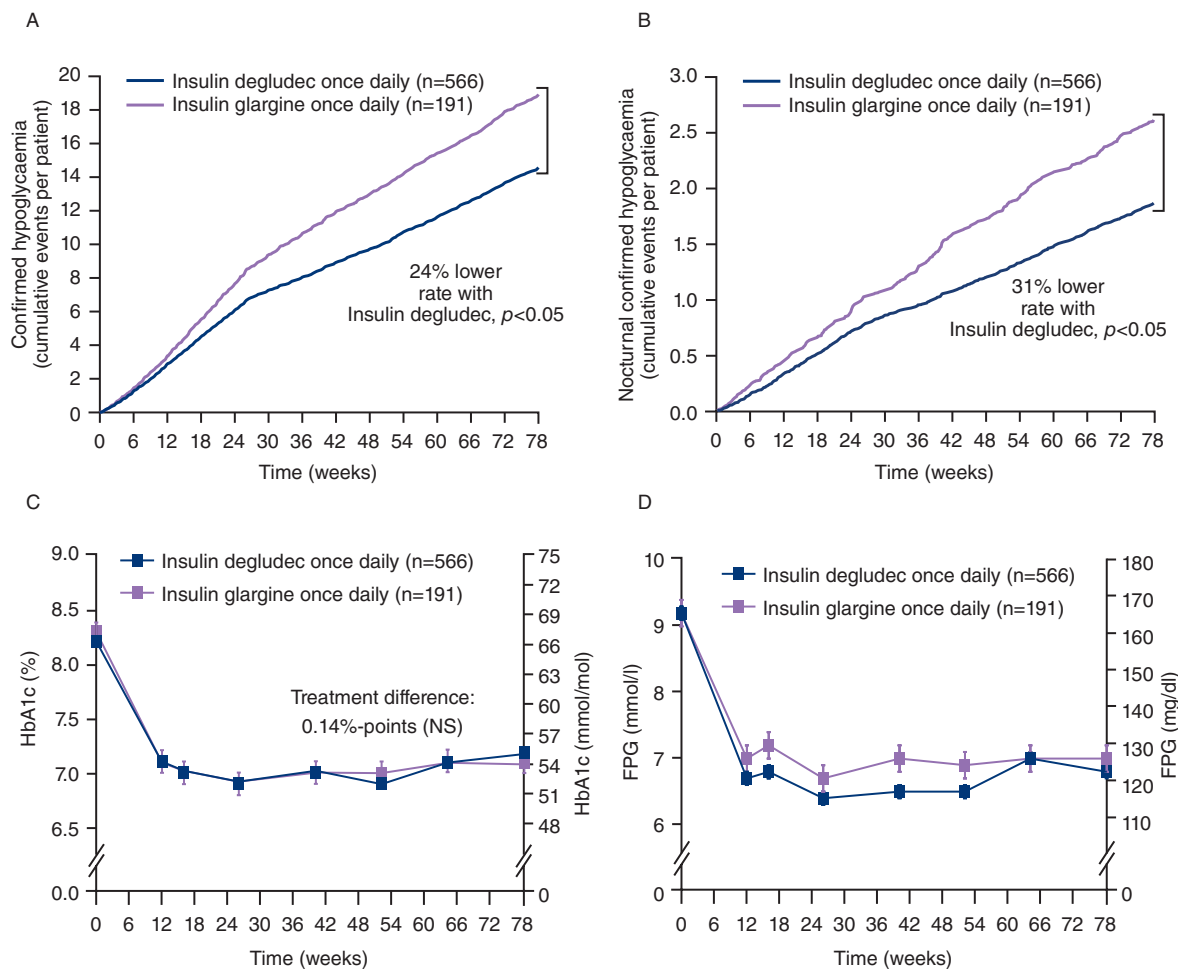 A
Confirmed hypoglycaemia
(cumulative events per patient)
20
18
16
14
12
10
8
6
4
2
0
Insulin degludec once daily (n=566)
Insulin glargine once daily (n=191)
24% lower
rate with
Insulin degludec, p<0.05
0 6 12 18 24 30 36 42 48 54 60 66 72 78
Time (weeks)
B
Nocturnal confirmed hypoglycaemia
(cumulative events per patient)
3.0
2.5
2.0
1.5
1.0
0.5
0.0
Insulin degludec once daily (n=566)
Insulin glargine once daily (n=191)
31% lower
rate with
Insulin degludec, p<0.05
0 6 12 18 24 30 36 42 48 54 60 66 72 78
Time (weeks)
C
HbA1c (%)
9.0
8.5
8.0
7.5
7.0
6.5
0.0
Insulin degludec once daily (n=566)
Insulin glargine once daily (n=191)
Treatment difference:
0.14%-points (NS)
75
72
69
66
63
60
57
54
51
48
0
HbA1c (mmol/mol)
0 6 12 18 24 30 36 42 48 54 60 66 72 78
Time (weeks)
D
FPG (mmol/l)
10
9
8
7
6
0
Insulin degludec once daily (n=566)
Insulin glargine once daily (n=191)
180
170
160
150
140
130
120
110
0
FPG (mg/dl)
0 6 12 18 24 30 36 42 48 54 60 66 72 78
Time (weeks)